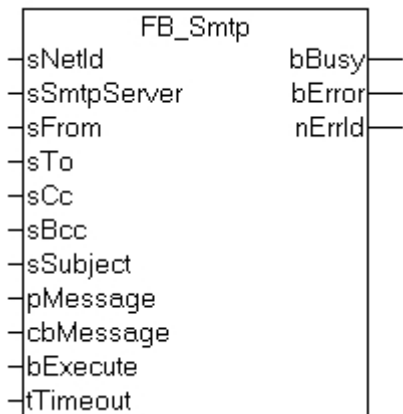 FB_Smtp
sNetId bBusy
sSmtpServer bError
sFrom nErrId
sTo
sCc
sBcc
sSubject
pMessage
cbMessage
bExecute
tTimeout